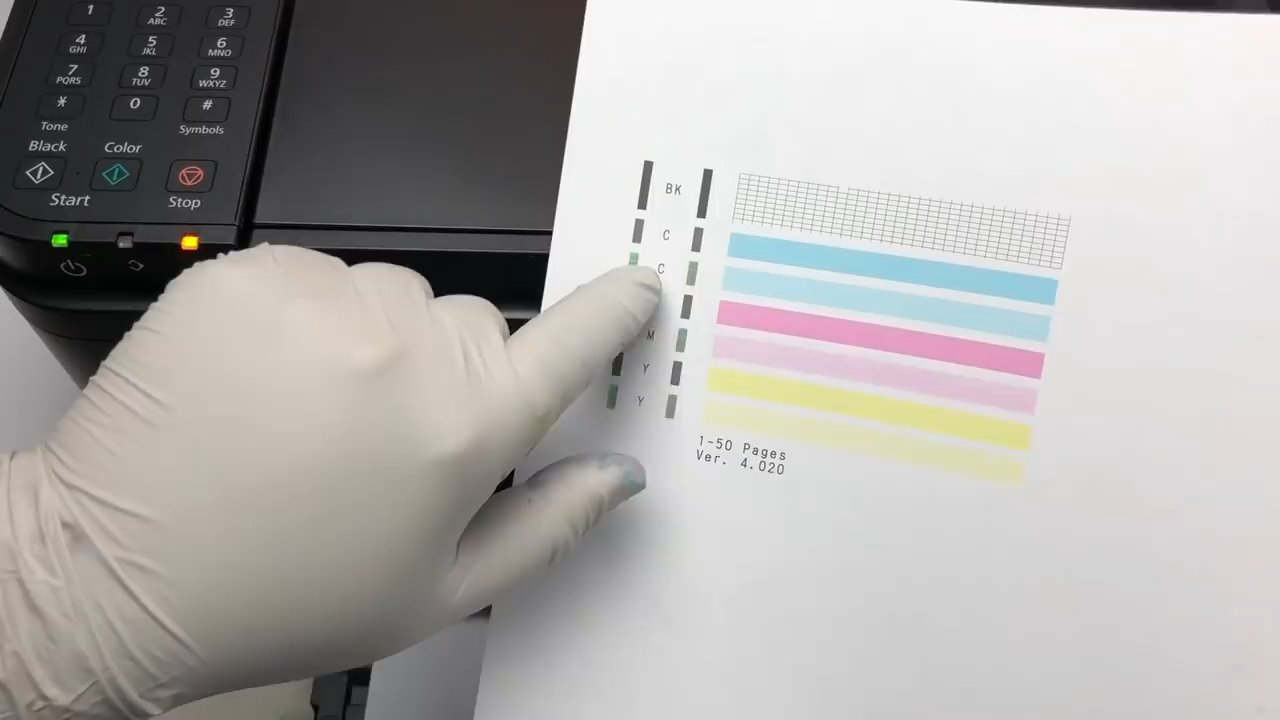 1 2 3
ABC DEF
4 5 6
GHI JKL MNO
7 8 9
PQRS TUV WXYZ
* 0 #
Tone Symbols
Black Color
Start Stop
BK
C
C
M
Y
Y
1-50 Pages
Ver. 4.020